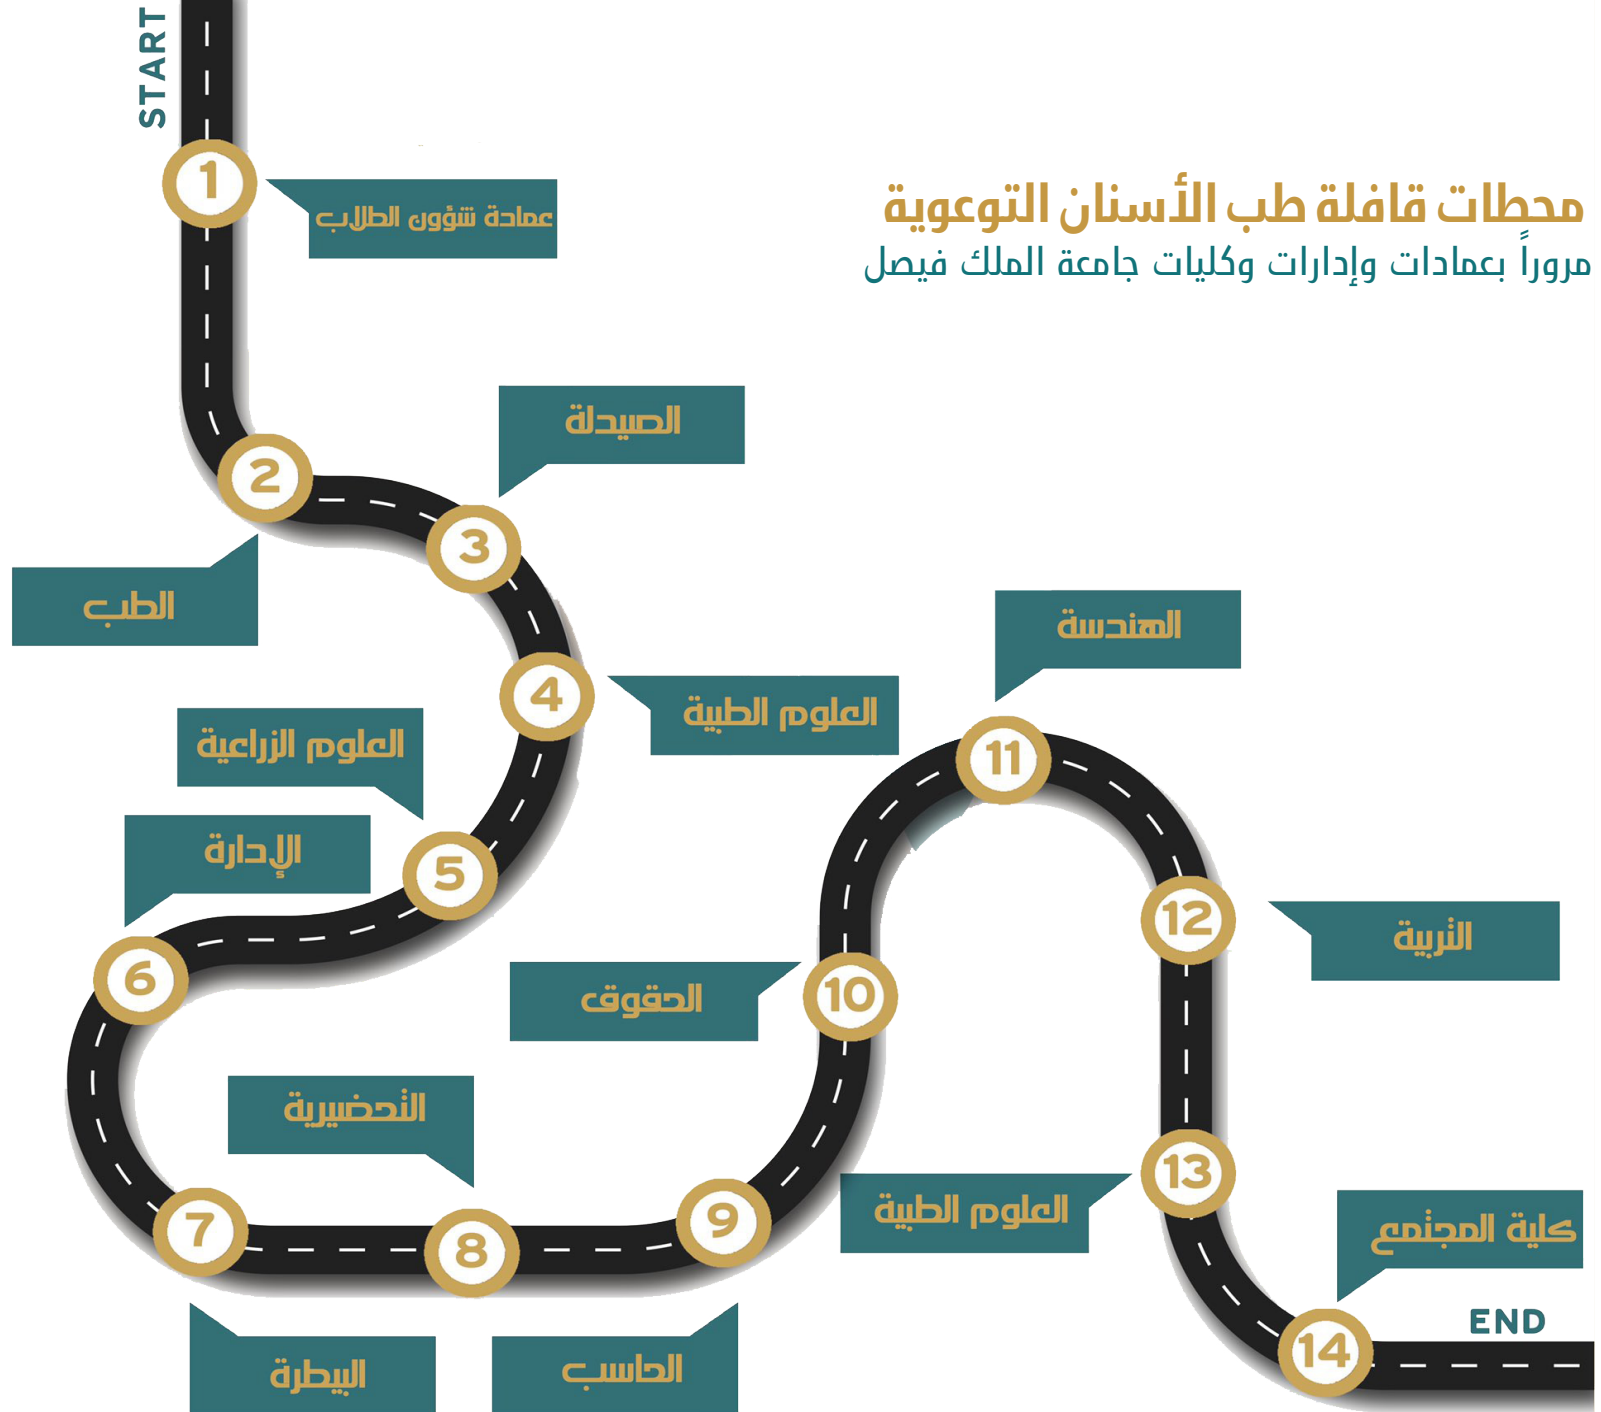 START
محطات قافلة طب الأسنان التوعوية
مروراً بعمادات وإدارات وكليات جامعة الملك فيصل
1
عمادة شؤون الطلاب
2
الطب
3
الصيدلة
4
العلوم الطبية
5
العلوم الزراعية
6
الإدارة
7
البيطرة
8
التحضيرية
9
الحاسب
10
الحقوق
11
الهندسة
12
التربية
13
العلوم الطبية
14
كلية المجتمع
END